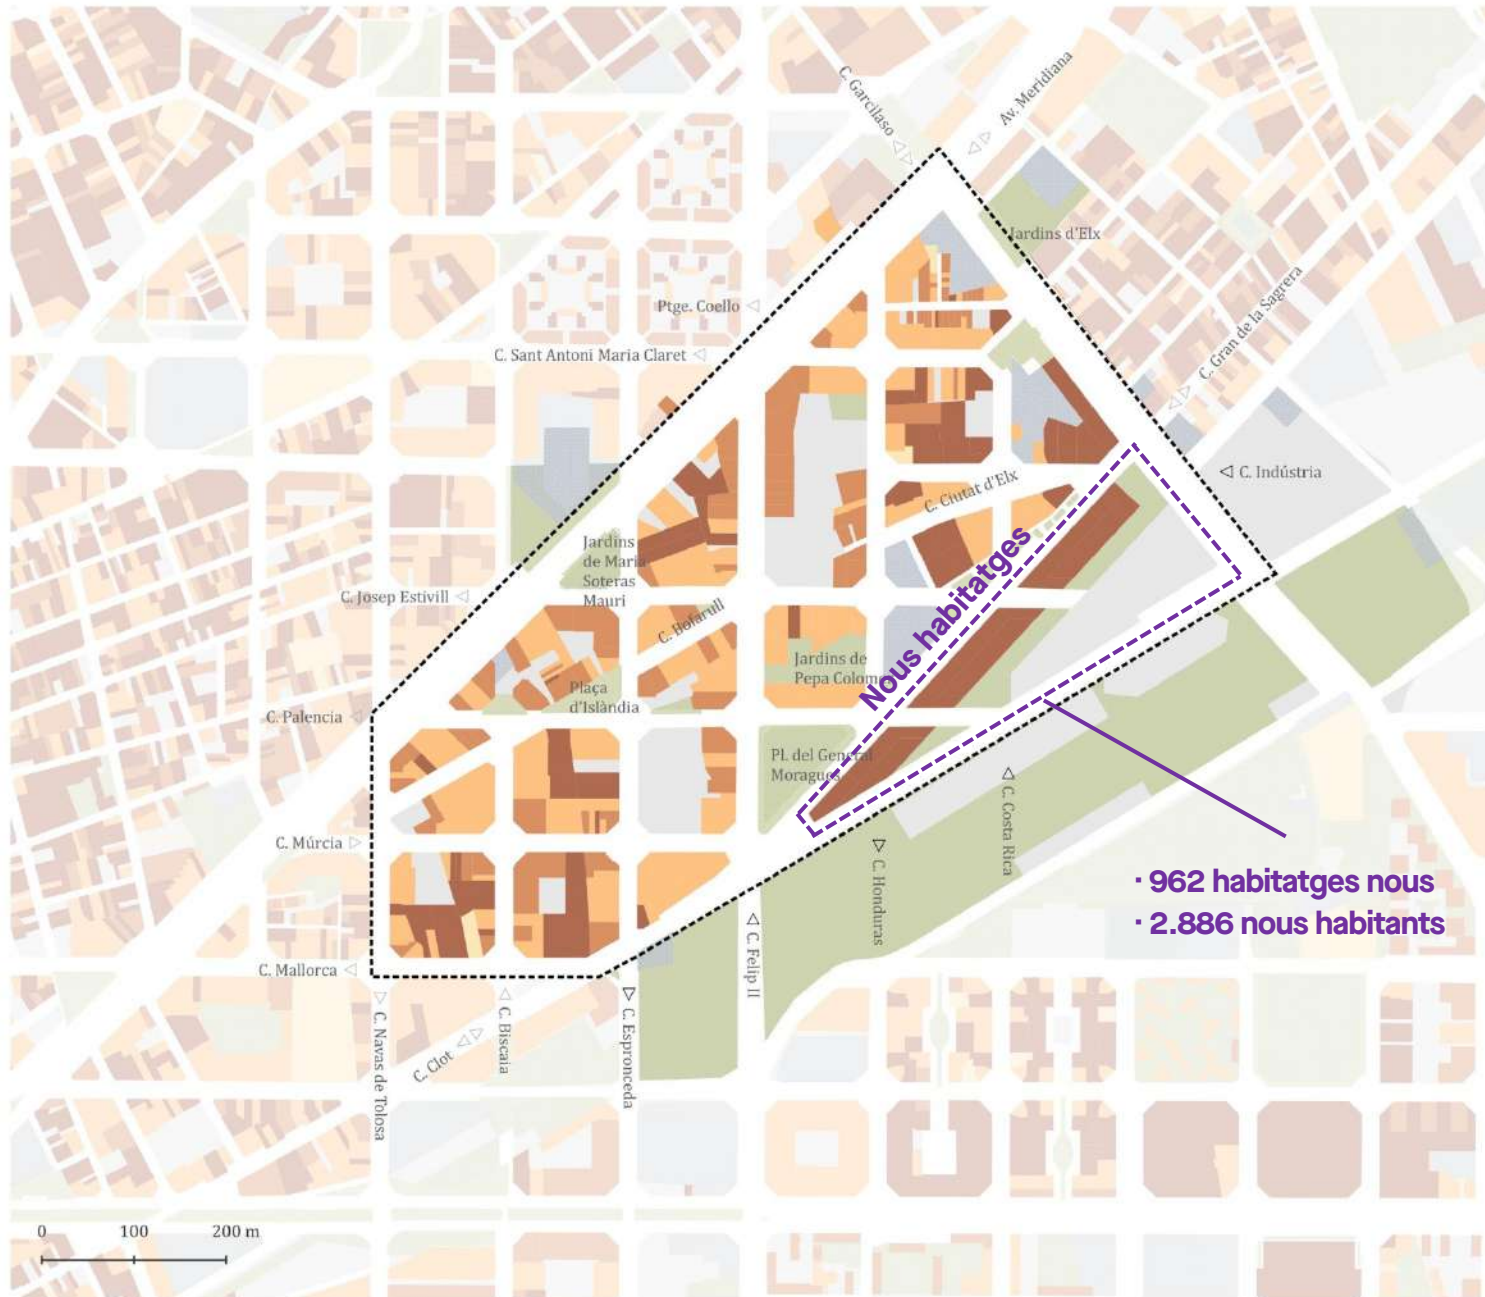 C. Garcilaso
Av. Meridiana
Jardins d'Elx
Ptge. Coello
C. Gran de la Sagrera
C. Sant Antoni Maria Claret
C. Indústria
C. Ciutat d'Elx
Jardins
de Maria
Soteras
Mauri
C. Josep Estivill
C. Bofarull
Nous habitatges
Jardins de
Pepa Colomer
Plaça
d'Islàndia
C. Palencia
Pl. del General
Moragues
C. Costa Rica
C. Múrcia
C. Honduras
· 962 habitatges nous
· 2.886 nous habitants
C. Mallorca
C. Felip II
C. Navas de Tolosa
C. Clot
C. Biscaia
C. Espronceda
0 100 200 m